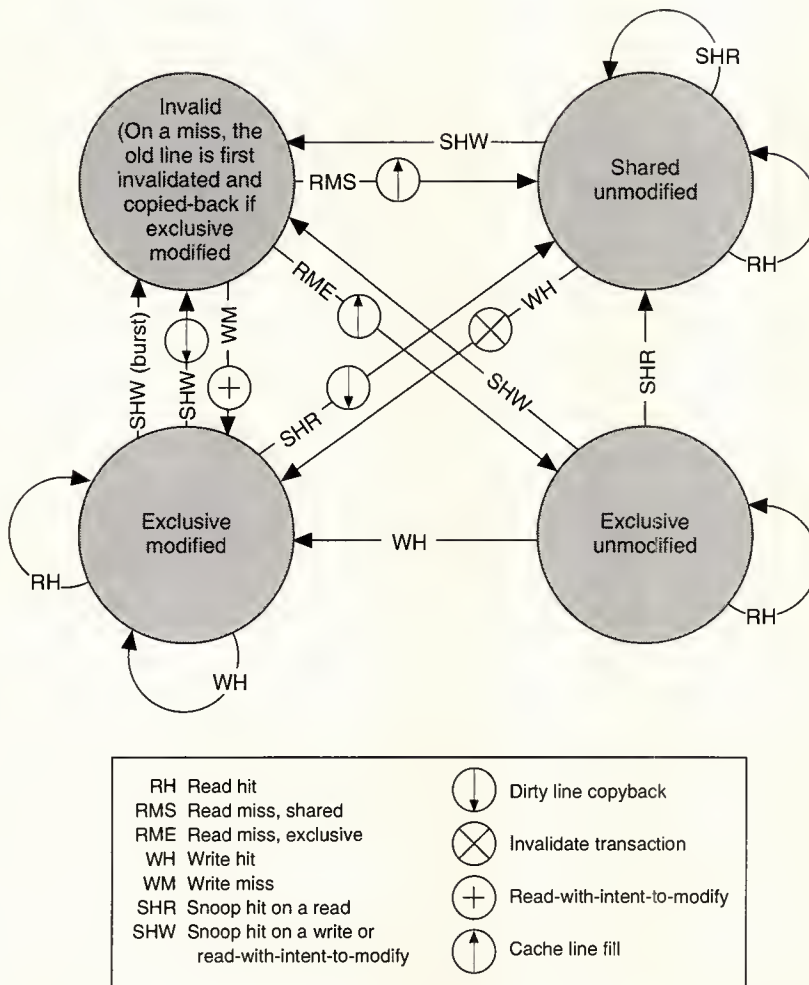 Invalid
(On a miss, the
old line is first
invalidated and
copied-back if
exclusive
modified
SHR
SHW
Shared
unmodified
RMS
RH
RME
WH
SHW (burst)
SHW
WM
SHR
SHW
SHR
Exclusive
modified
WH
Exclusive
unmodified
RH
RH
WH
RH Read hit
RMS Read miss, shared
RME Read miss, exclusive
WH Write hit
WM Write miss
SHR Snoop hit on a read
SHW Snoop hit on a write or
read-with-intent-to-modify
Dirty line copyback
Invalidate transaction
Read-with-intent-to-modify
Cache line fill